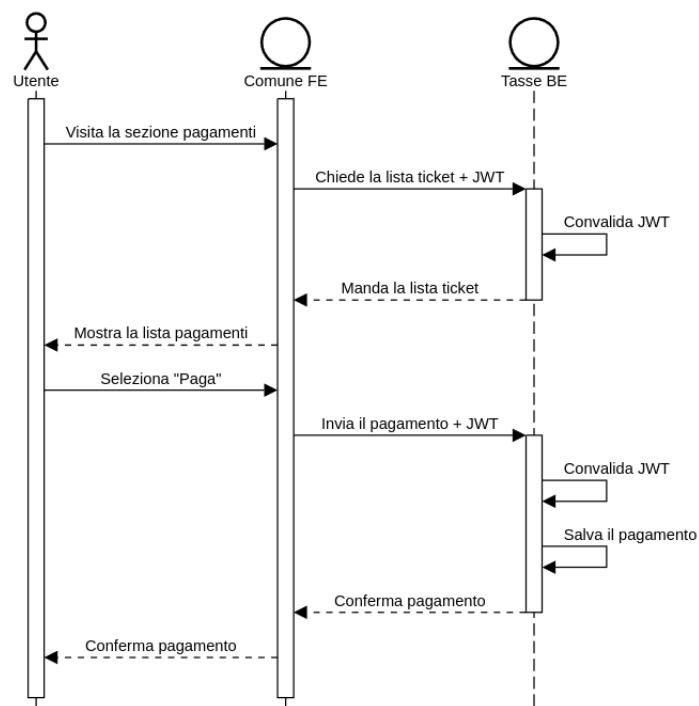 Utente
Comune FE
Tasse BE
Visita la sezione pagamenti
Chiede la lista ticket + JWT
Convalida JWT
Manda la lista ticket
Mostra la lista pagamenti
Seleziona "Paga"
Invia il pagamento + JWT
Convalida JWT
Salva il pagamento
Conferma pagamento
Conferma pagamento